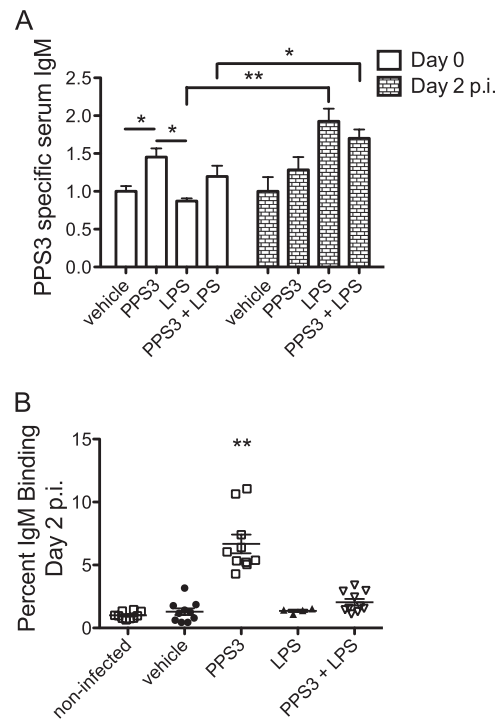 A
PPS3 specific serum IgM
2.5
2.0
1.5
1.0
0.5
0.0
*
*
**
*
Day 0
Day 2 p.i.
vehicle
PPS3
LPS
PPS3 + LPS
vehicle
PPS3
LPS
PPS3 + LPS
B
Percent IgM Binding
Day 2 p.i.
15
10
5
0
**
non-infected
vehicle
PPS3
LPS
PPS3 + LPS